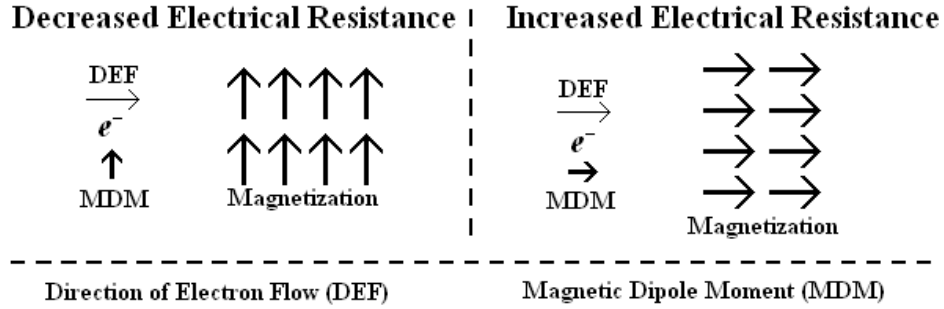 Decreased Electrical Resistance
DEF
e⁻
MDM
Magnetization
Increased Electrical Resistance
DEF
e⁻
MDM
Magnetization
Direction of Electron Flow (DEF)
Magnetic Dipole Moment (MDM)